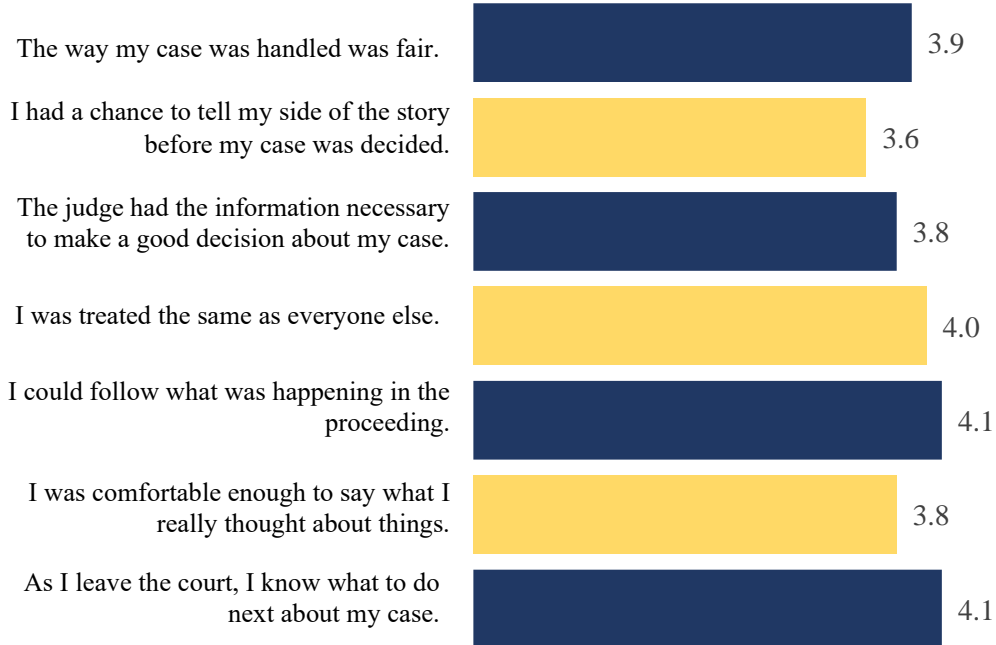 The way my case was handled was fair.
3.9
I had a chance to tell my side of the story
before my case was decided.
3.6
The judge had the information necessary
to make a good decision about my case.
3.8
I was treated the same as everyone else.
4.0
I could follow what was happening in the
proceeding.
4.1
I was comfortable enough to say what I
really thought about things.
3.8
As I leave the court, I know what to do
next about my case.
4.1